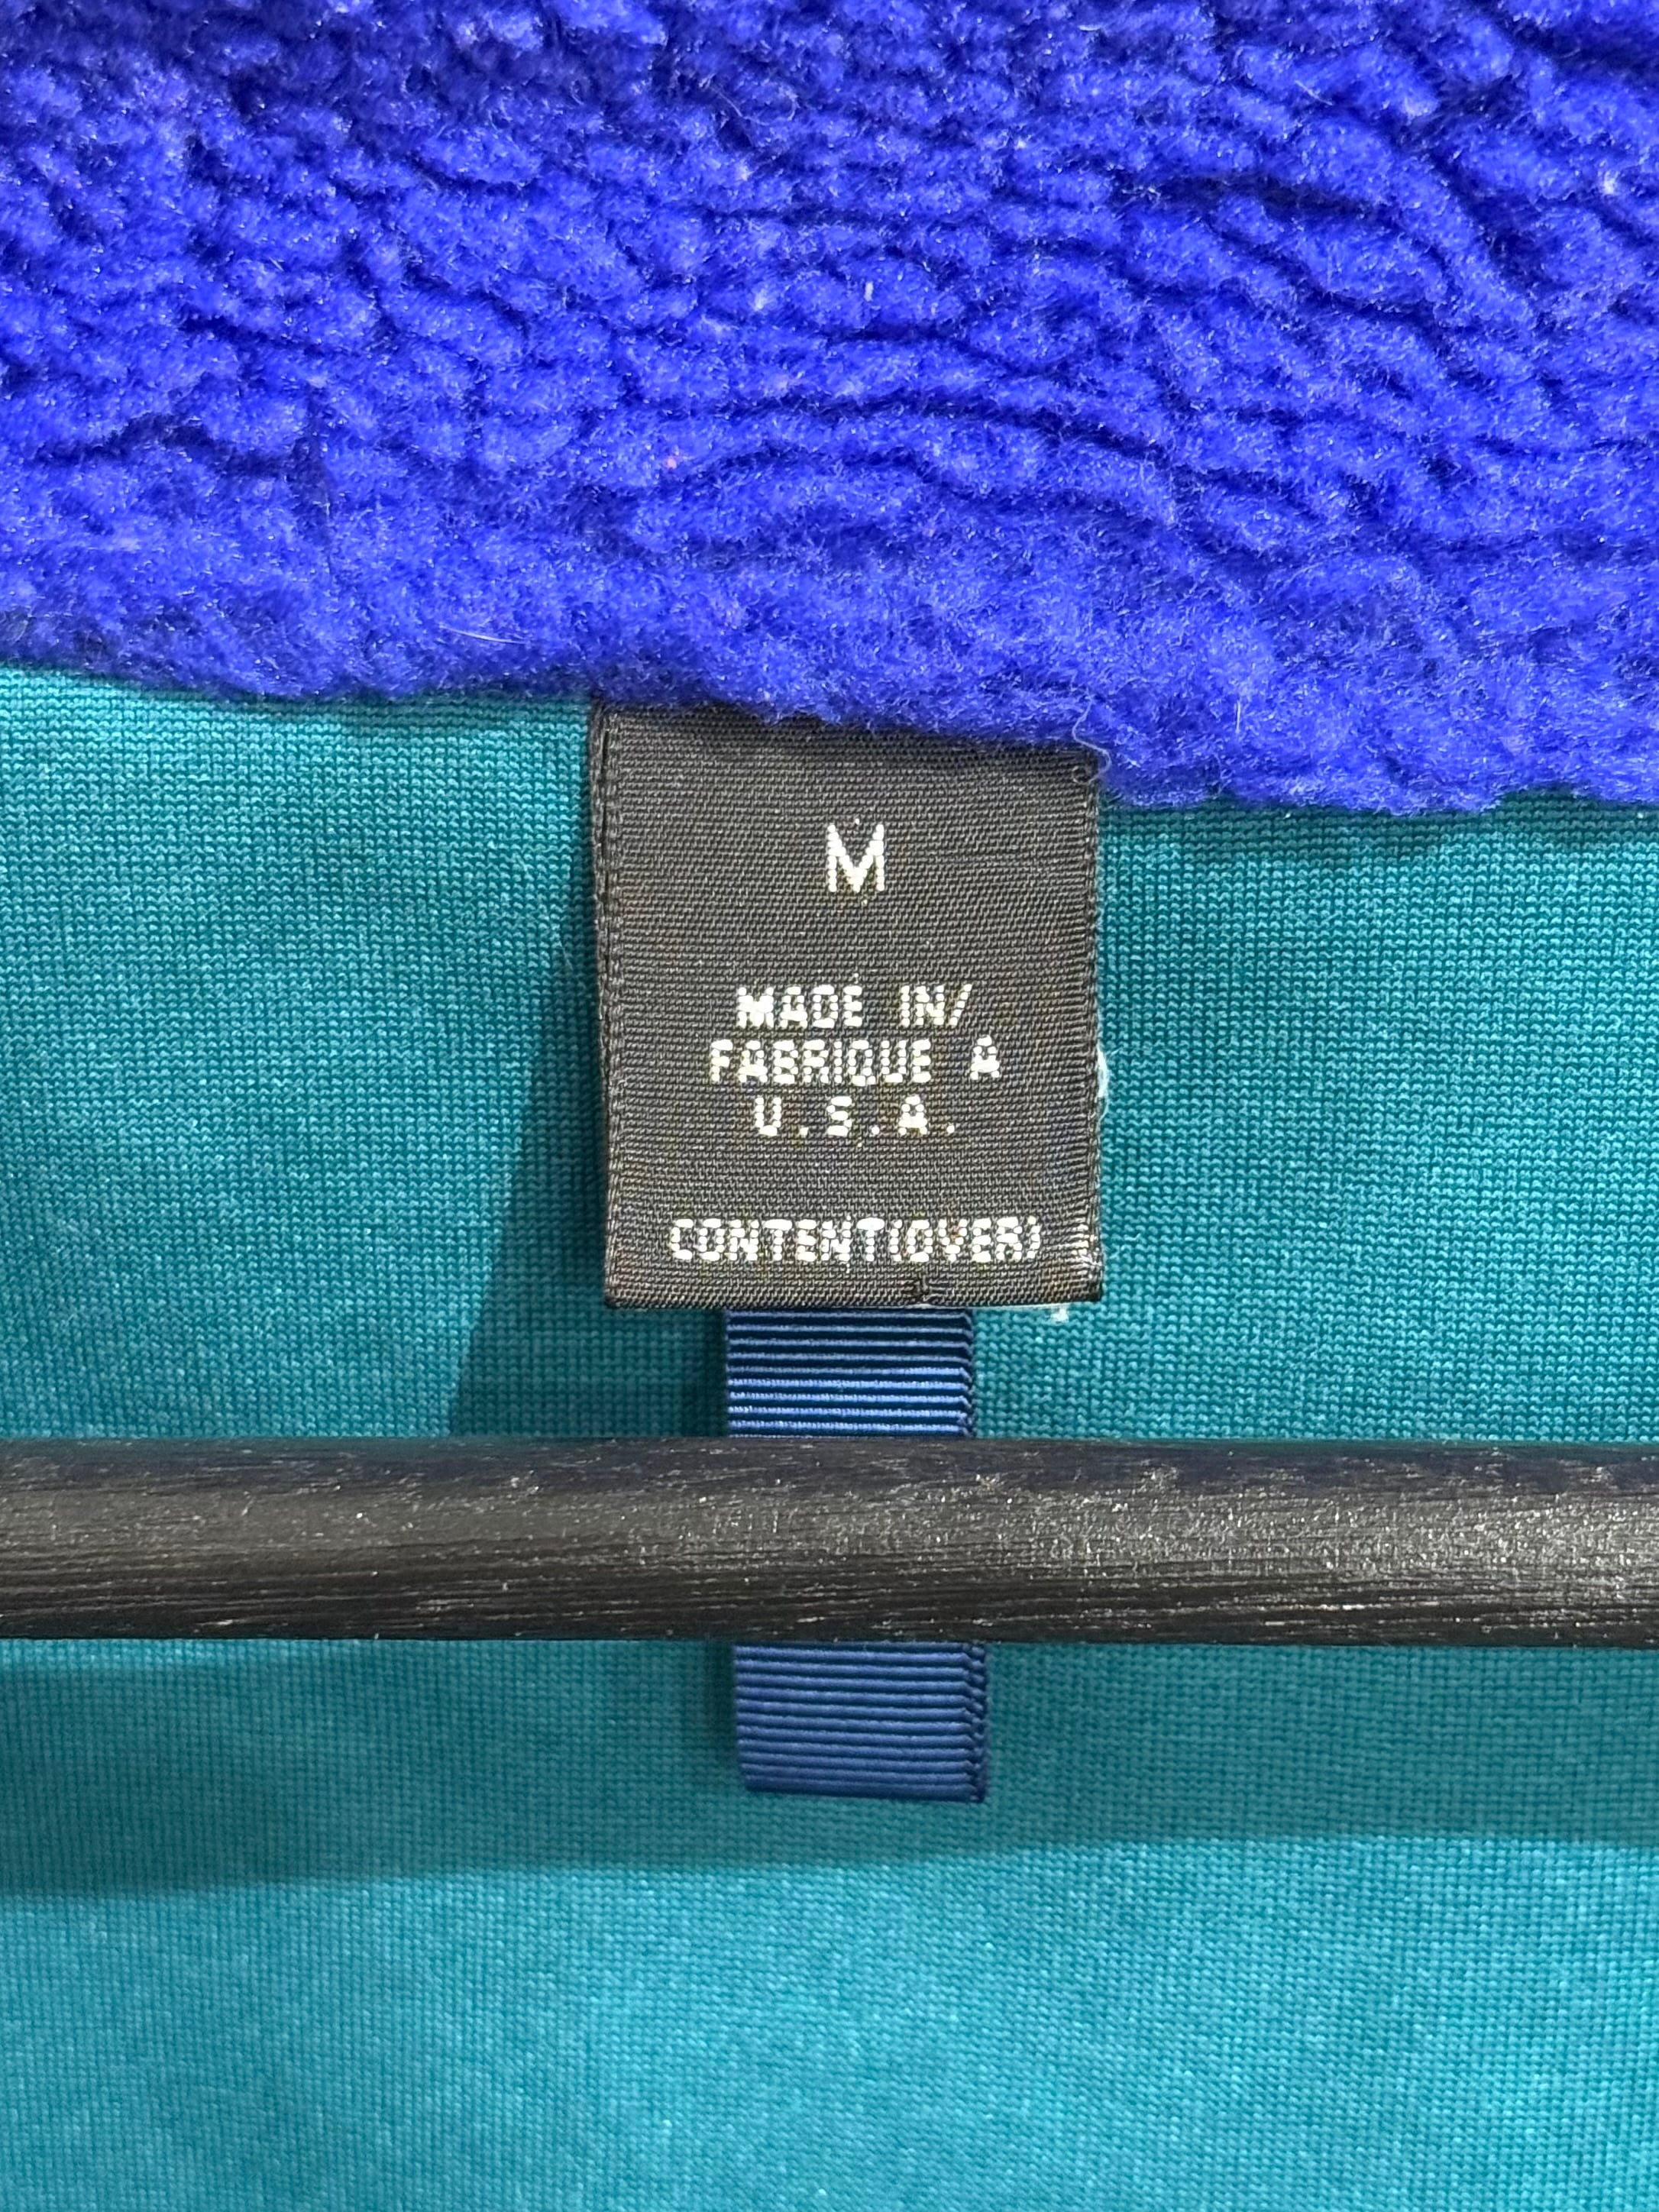 M
MADE IN/
FABRIQUE A
U.S.A.
CONTENT(OVER)